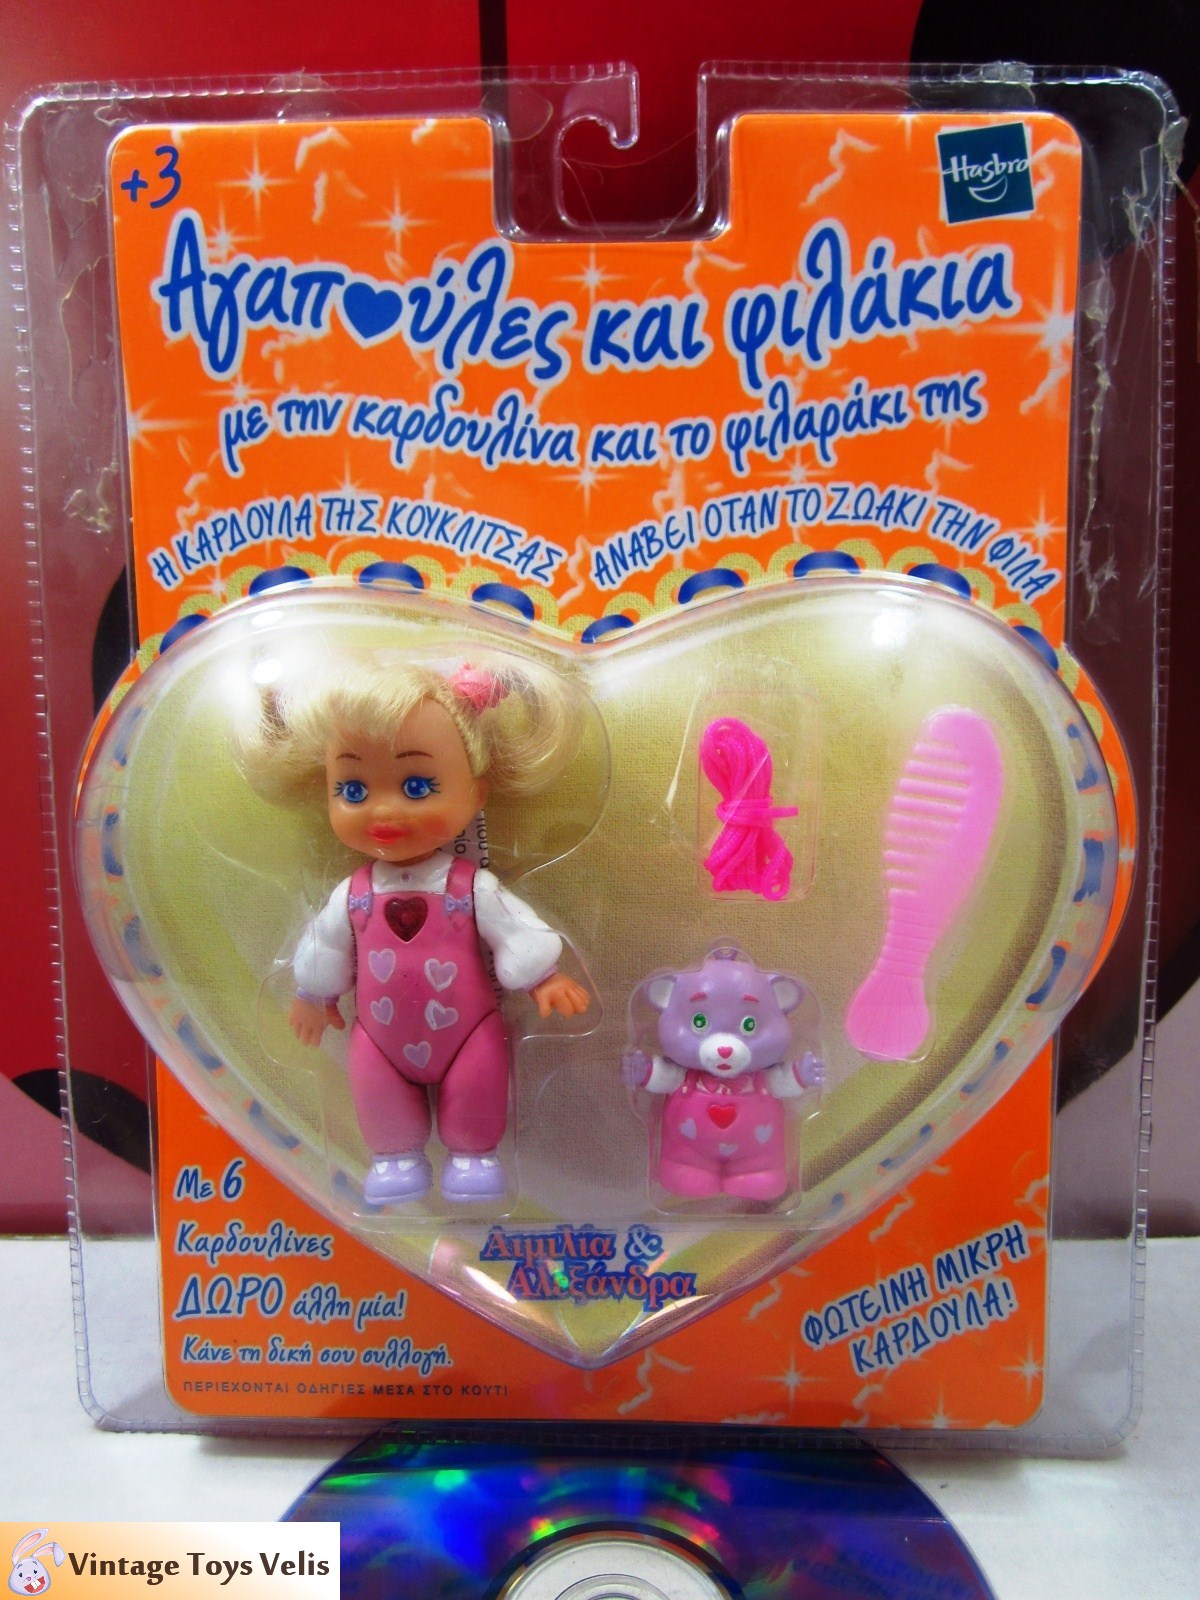 +3
Hasbro
Αγαπούλες και φιλάκια
με την καρδουλίνα και το φιλαράκι της
Η ΚΑΡΔΟΥΛΑ ΤΗΣ ΚΟΥΚΛΙΤΣΑΣ ΑΝΑΒΕΙ ΟΤΑΝ ΤΟ ΖΩΑΚΙ ΤΗΝ ΦΙΛΑ
Αιμιλία &
Αλεξάνδρα
Με 6
Καρδουλίνες
ΔΩΡΟ άλλη μία!
Κάνε τη δική σου συλλογή.
ΠΕΡΙΕΧΟΝΤΑΙ ΟΔΗΓΙΕΣ ΜΕΣΑ ΣΤΟ ΚΟΥΤΙ
ΦΩΤΕΙΝΗ ΜΙΚΡΗ
ΚΑΡΔΟΥΛΑ!
Vintage Toys Velis